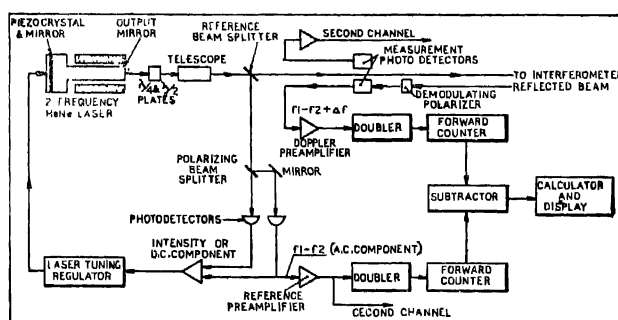 PIEZOCRYSTAL
& MIRROR
OUTPUT
MIRROR
REFERENCE
BEAM SPLITTER
SECOND CHANNEL
TELESCOPE
MEASUREMENT
PHOTO DETECTORS
TO INTERFEROMETER
REFLECTED BEAM
λ/4& λ/2
PLATES
2 FREQUENCY
HeNe LASER
DEMODULATING
POLARIZER
f1-f2+Δf
DOPPLER
PREAMPLIFIER
DOUBLER
FORWARD
COUNTER
POLARIZING
BEAM
SPLITTER
MIRROR
SUBTRACTOR
CALCULATOR
AND
DISPLAY
PHOTODETECTORS
INTENSITY OR
D.C.COMPONENT
f1-f2 (A.C.COMPONENT)
LASER TUNING
REGULATOR
REFERENCE
PREAMPLIFIER
DOUBLER
FORWARD
COUNTER
CECOND CHANNEL